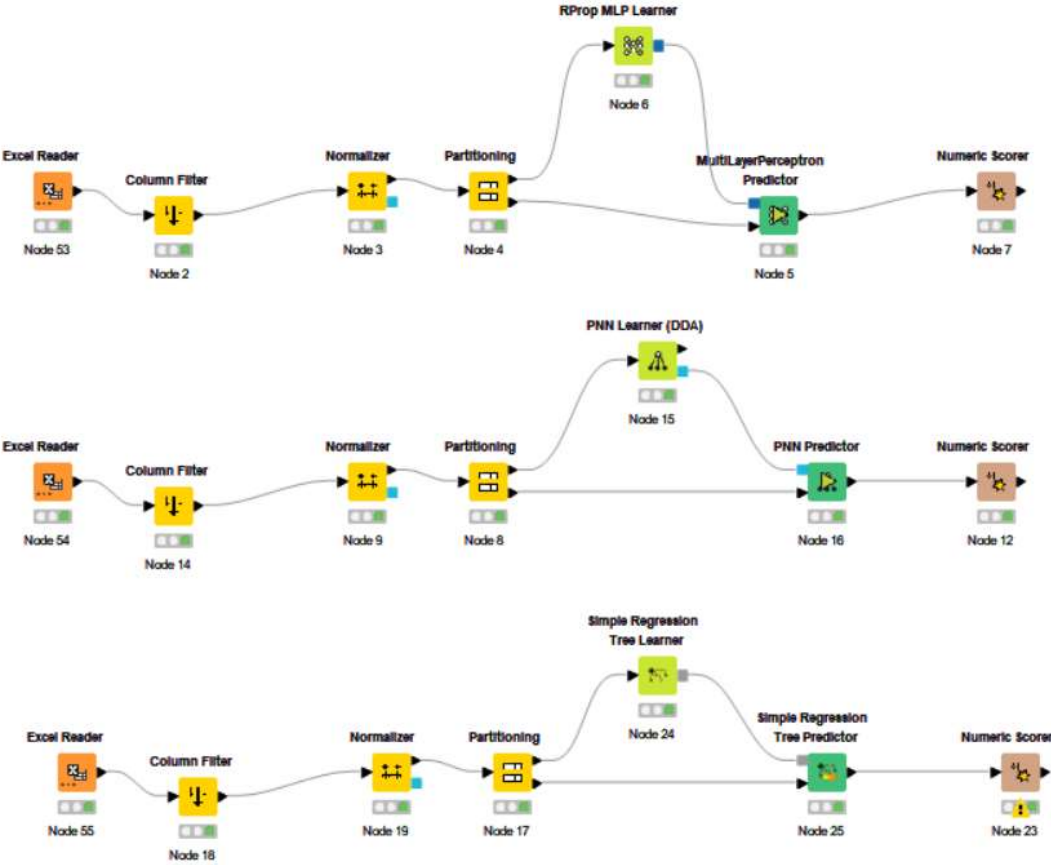 RProp MLP Learner
Node 6
Excel Reader
Node 53
Column Filter
Node 2
Normalizer
Node 3
Partitioning
Node 4
MultiLayerPerceptron
Predictor
Node 5
Numeric Scorer
Node 7
PNN Learner (DDA)
Node 15
Excel Reader
Node 54
Column Filter
Node 14
Normalizer
Node 9
Partitioning
Node 8
PNN Predictor
Node 16
Numeric Scorer
Node 12
Simple Regression
Tree Learner
Node 24
Excel Reader
Node 55
Column Filter
Node 18
Normalizer
Node 19
Partitioning
Node 17
Simple Regression
Tree Predictor
Node 25
Numeric Scorer
Node 23